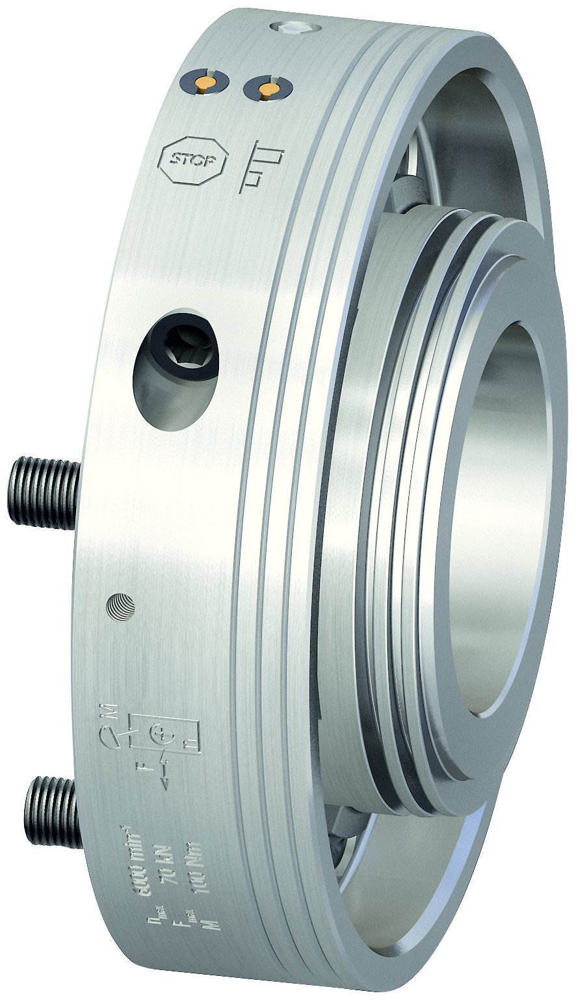 STOP
M
F
n
n max 6000 min⁻¹
F max 70 kN
M 100 Nm